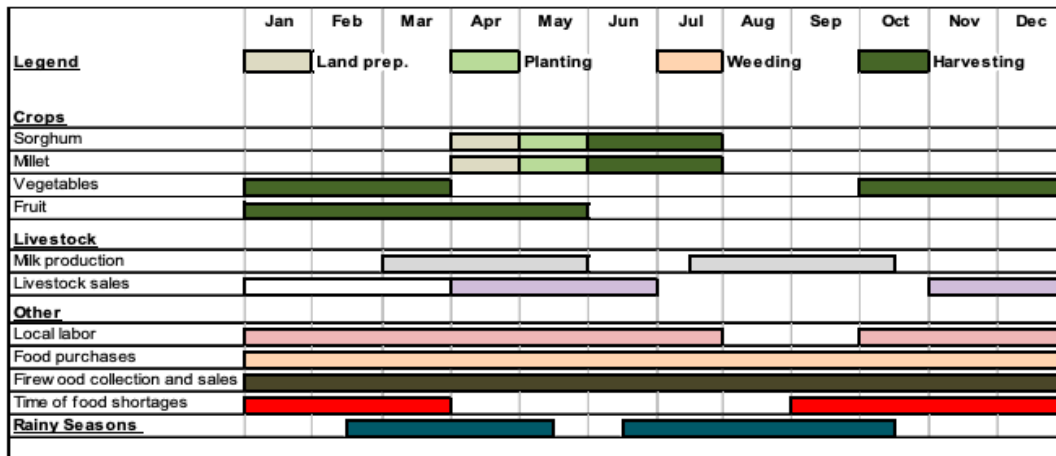 Jan Feb Mar Apr May Jun Jul Aug Sep Oct Nov Dec
Legend Land prep. Planting Weeding Harvesting
Crops
Sorghum
Millet
Vegetables
Fruit
Livestock
Milk production
Livestock sales
Other
Local labor
Food purchases
Firewood collection and sales
Time of food shortages
Rainy Seasons